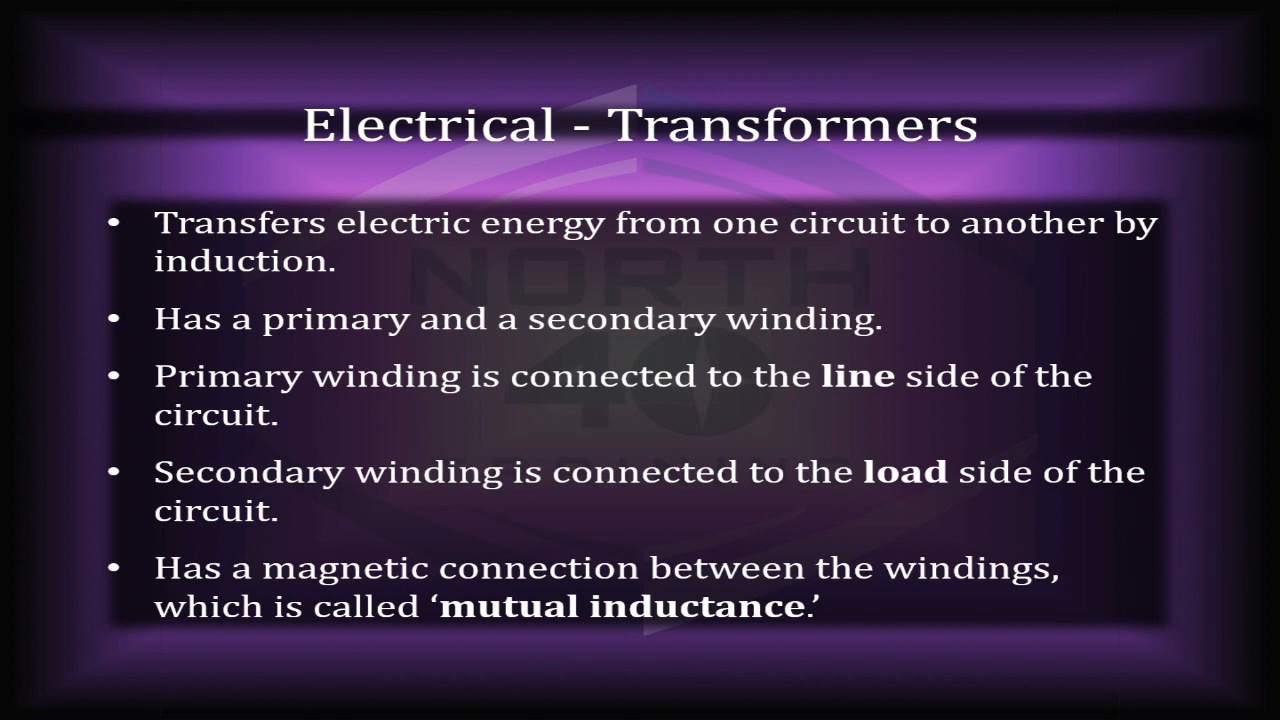 Electrical - Transformers
• Transfers electric energy from one circuit to another by
induction.
• Has a primary and a secondary winding.
• Primary winding is connected to the line side of the
circuit.
• Secondary winding is connected to the load side of the
circuit.
• Has a magnetic connection between the windings,
which is called ‘mutual inductance.’
NORTH
40